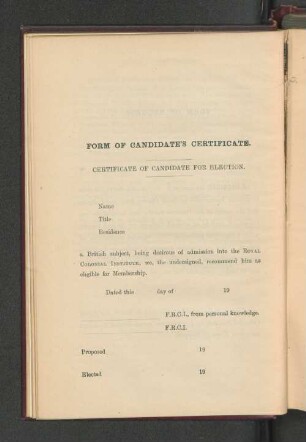 FORM OF CANDIDATE'S CERTIFICATE.
CERTIFICATE OF CANDIDATE FOR ELECTION.
Name
Title
Residence
a British subject, being desirous of admission into the ROYAL
COLONIAL INSTITUTE, we, the undersigned, recommend him as
eligible for Membership.
Dated this day of 19
F.R.C.I., from personal knowledge.
F.R.C.I.
Proposed 19
Elected 19